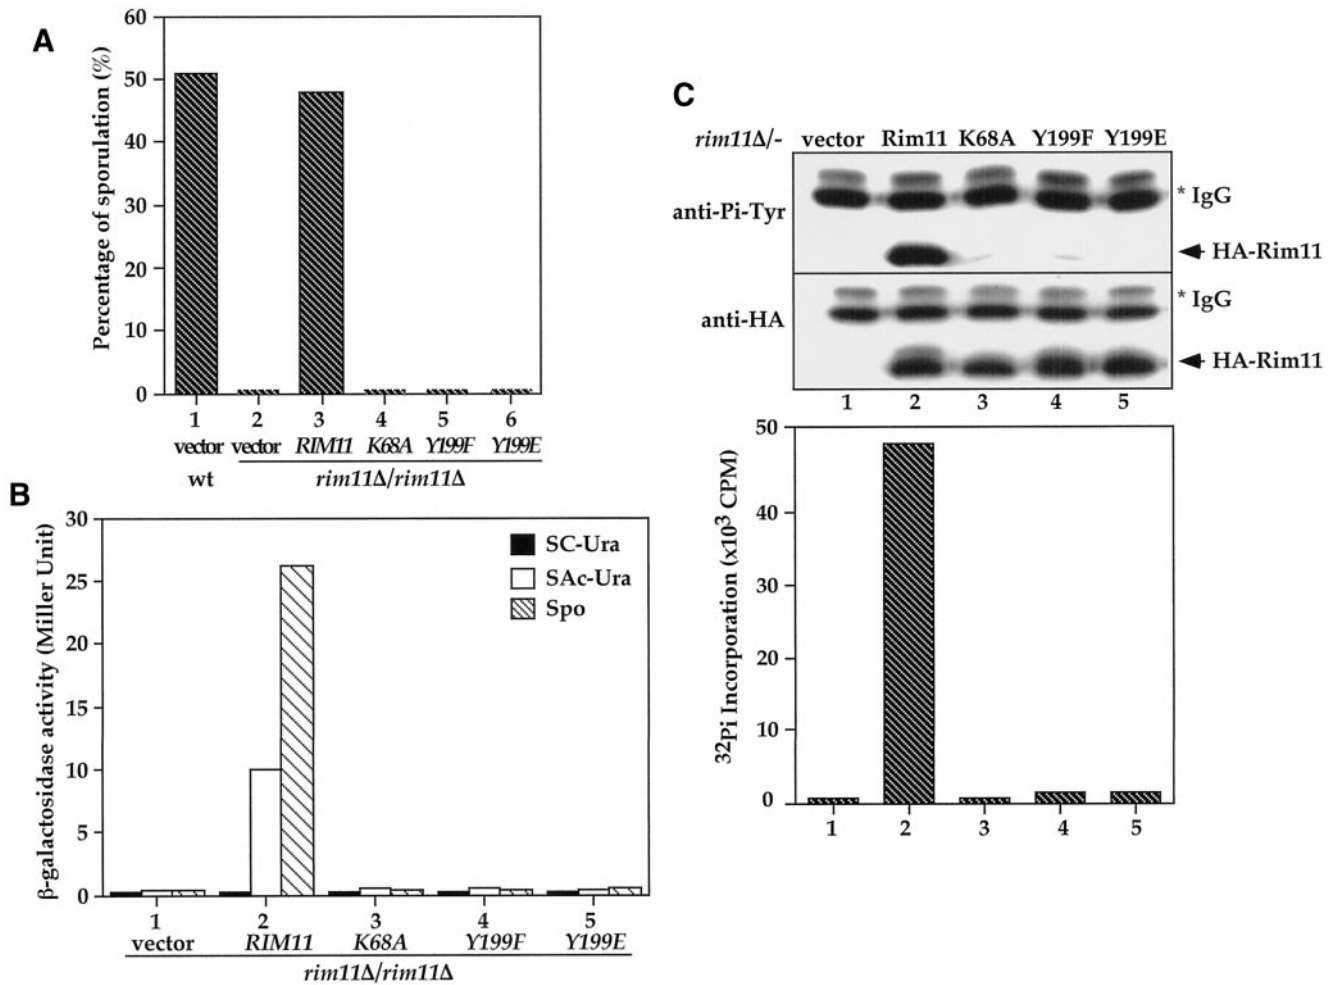 A
Percentage of sporulation (%)
60
50
40
30
20
10
0
1 2 3 4 5 6
vector vector RIM11 K68A Y199F Y199E
wt rim11Δ/rim11Δ
B
β-galactosidase activity (Miller Unit)
30
25
20
15
10
5
0
SC-Ura
SAc-Ura
Spo
1 2 3 4 5
vector RIM11 K68A Y199F Y199E
rim11Δ/rim11Δ
C
rim11Δ/- vector Rim11 K68A Y199F Y199E
* IgG
anti-Pi-Tyr
HA-Rim11
* IgG
anti-HA
HA-Rim11
1 2 3 4 5
32Pi Incorporation (x10³ CPM)
50
40
30
20
10
0
1 2 3 4 5